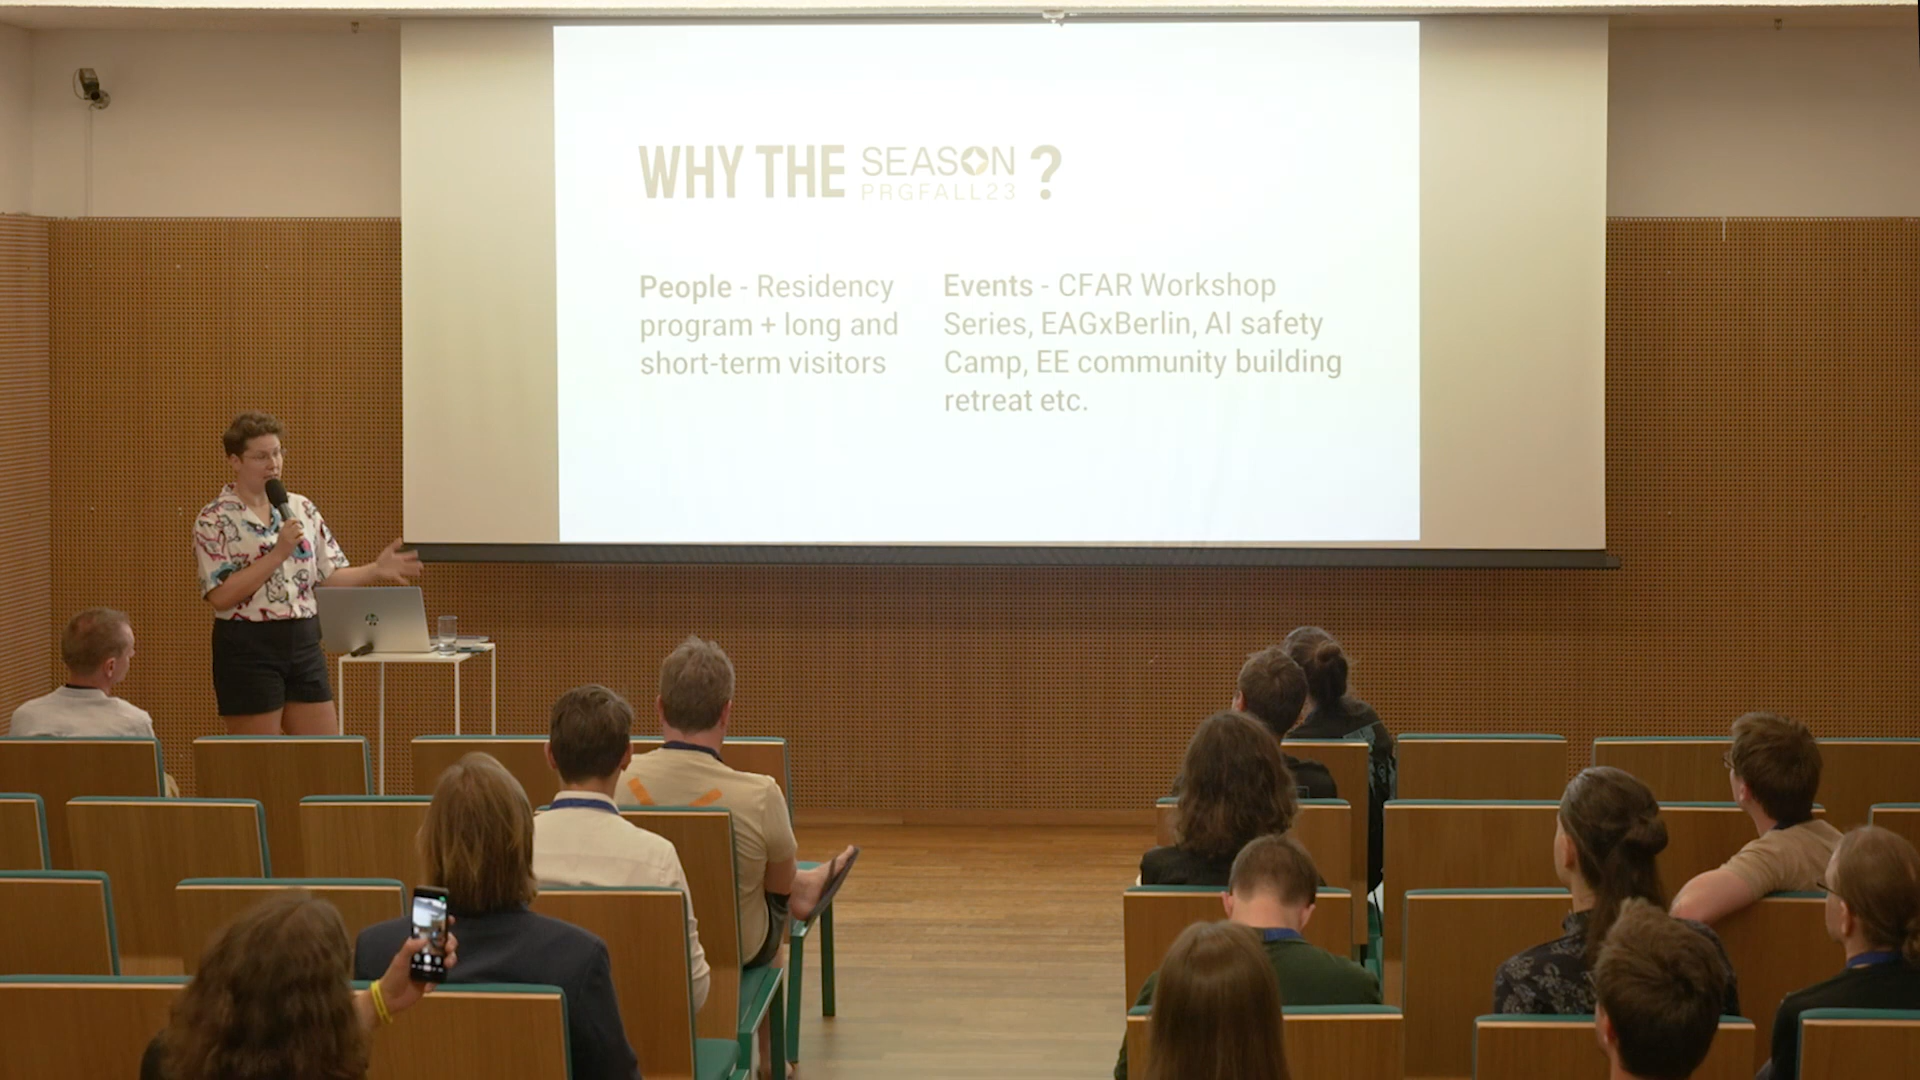 WHY THE SEASON ?
PRGFALL23
People - Residency
program + long and
short-term visitors
Events - CFAR Workshop
Series, EAGxBerlin, AI safety
Camp, EE community building
retreat etc.